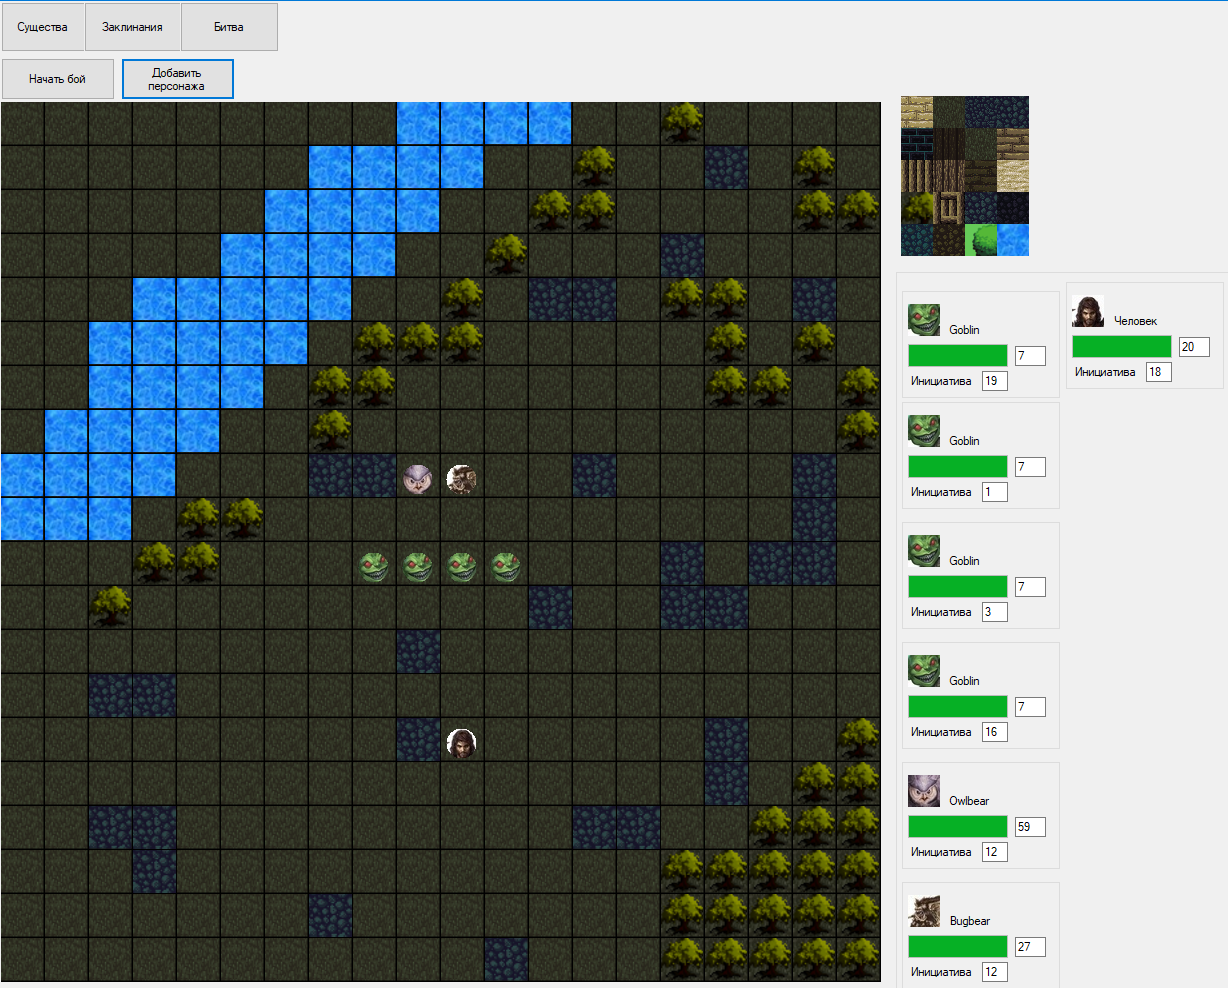 Существа
Заклинания
Битва
Начать бой
Добавить
персонажа
Goblin
7
Инициатива 19
Человек
20
Инициатива 18
Goblin
7
Инициатива 1
Goblin
7
Инициатива 3
Goblin
7
Инициатива 16
Owlbear
59
Инициатива 12
Bugbear
27
Инициатива 12